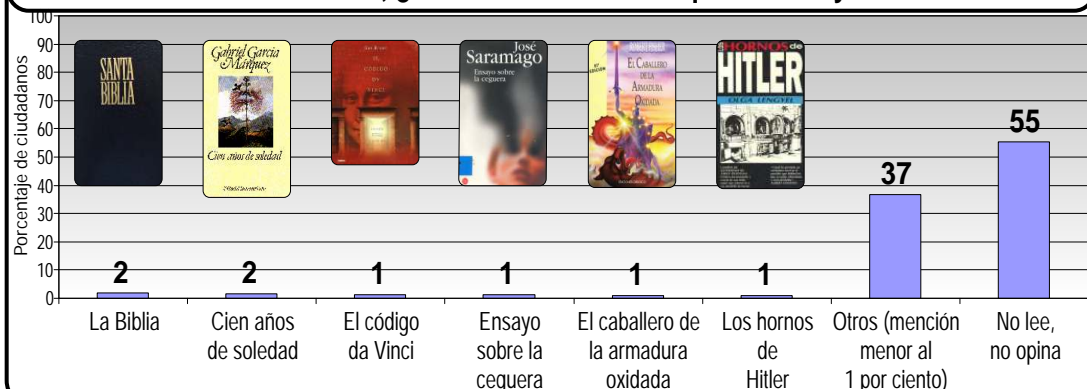 100
90
80
70
60
50
40
30
20
10
0
Porcentaje de ciudadanos
SANTA
BIBLIA
Gabriel García
Márquez
Cien años de soledad
José
Saramago
Ensayo sobre
la ceguera
EL CABALLERO
DE LA
ARMADURA
OXIDADA
HORNOS de
HITLER
OLGA LENGYEL
2
2
1
1
1
1
37
55
La Biblia
Cien años
de soledad
El código
da Vinci
Ensayo
sobre la
ceguera
El caballero de
la armadura
oxidada
Los hornos
de
Hitler
Otros (mención
menor al
1 por ciento)
No lee,
no opina